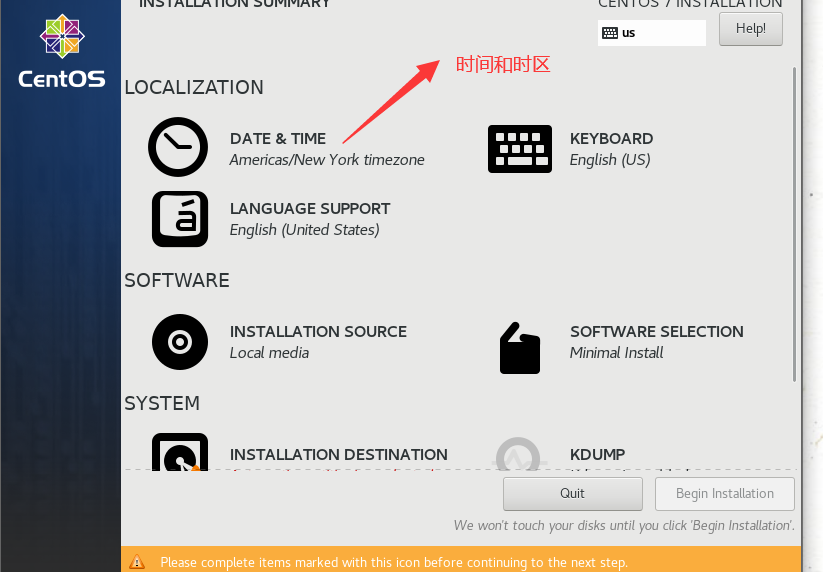 INSTALLATION SUMMARY
CENTOS 7 INSTALLATION
us
Help!
CentOS
时间和时区
LOCALIZATION
DATE & TIME
Americas/New York timezone
KEYBOARD
English (US)
LANGUAGE SUPPORT
English (United States)
SOFTWARE
INSTALLATION SOURCE
Local media
SOFTWARE SELECTION
Minimal Install
SYSTEM
INSTALLATION DESTINATION
KDUMP
Quit
Begin Installation
We won't touch your disks until you click 'Begin Installation'.
Please complete items marked with this icon before continuing to the next step.